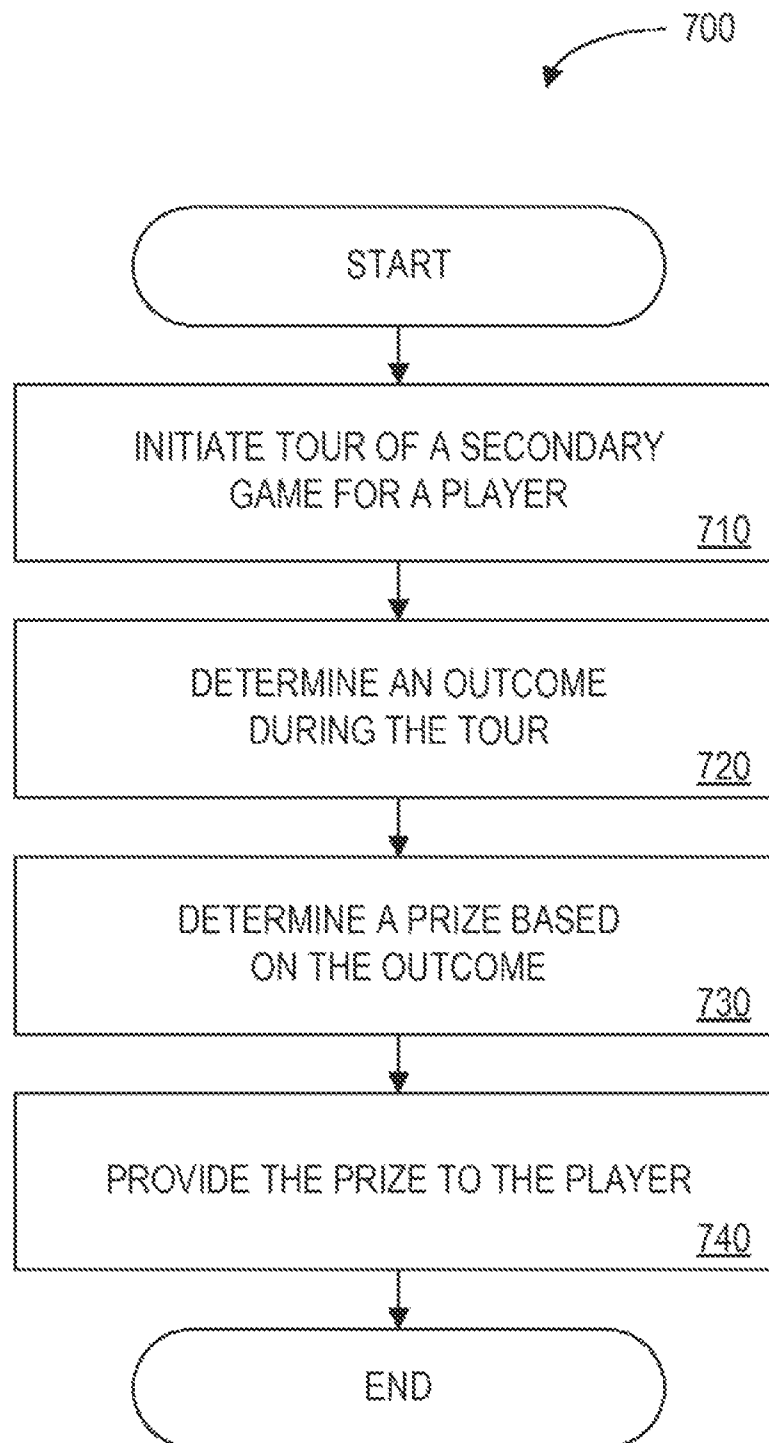 700
START
INITIATE TOUR OF A SECONDARY
GAME FOR A PLAYER
710
DETERMINE AN OUTCOME
DURING THE TOUR
720
DETERMINE A PRIZE BASED
ON THE OUTCOME
730
PROVIDE THE PRIZE TO THE PLAYER
740
END